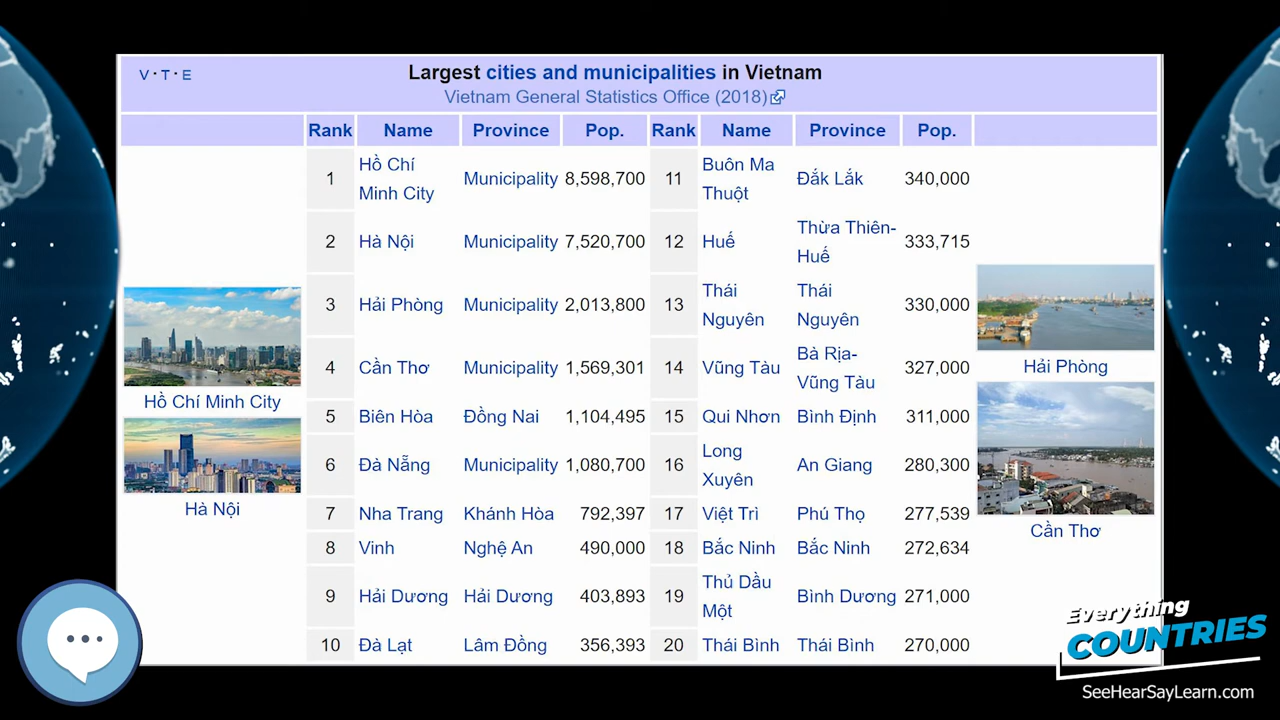 V · T · E
Largest cities and municipalities in Vietnam
Vietnam General Statistics Office (2018)
Rank Name Province Pop. Rank Name Province Pop.
1 Hồ Chí Minh City Municipality 8,598,700 11 Buôn Ma Thuột Đắk Lắk 340,000
2 Hà Nội Municipality 7,520,700 12 Huế Thừa Thiên-Huế 333,715
3 Hải Phòng Municipality 2,013,800 13 Thái Nguyên Thái Nguyên 330,000
4 Cần Thơ Municipality 1,569,301 14 Vũng Tàu Bà Rịa-Vũng Tàu 327,000
5 Biên Hòa Đồng Nai 1,104,495 15 Qui Nhơn Bình Định 311,000
6 Đà Nẵng Municipality 1,080,700 16 Long Xuyên An Giang 280,300
7 Nha Trang Khánh Hòa 792,397 17 Việt Trì Phú Thọ 277,539
8 Vinh Nghệ An 490,000 18 Bắc Ninh Bắc Ninh 272,634
9 Hải Dương Hải Dương 403,893 19 Thủ Dầu Một Bình Dương 271,000
10 Đà Lạt Lâm Đồng 356,393 20 Thái Bình Thái Bình 270,000
Hồ Chí Minh City
Hà Nội
Hải Phòng
Cần Thơ
Everything
COUNTRIES
SeeHearSayLearn.com